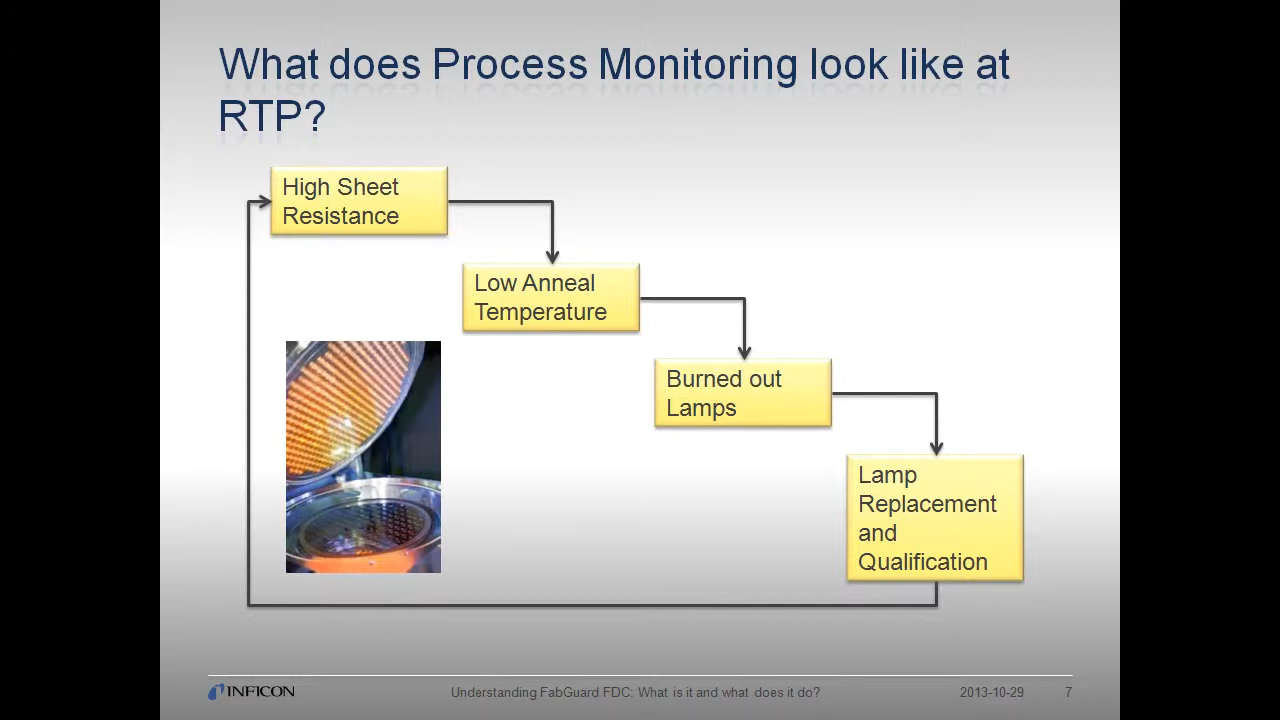 What does Process Monitoring look like at
RTP?
High Sheet
Resistance
Low Anneal
Temperature
Burned out
Lamps
Lamp
Replacement
and
Qualification
INFICON
Understanding FabGuard FDC: What is it and what does it do?
2013-10-29
7